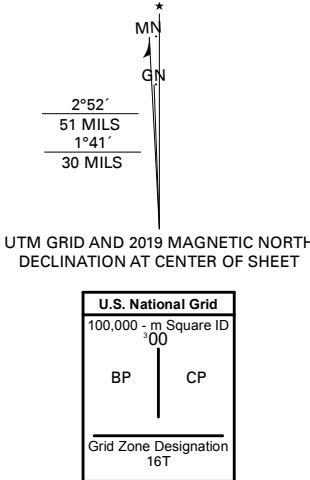 ★
MN
GN
2°52´
51 MILS
1°41´
30 MILS
UTM GRID AND 2019 MAGNETIC NORTH
DECLINATION AT CENTER OF SHEET
U.S. National Grid
100,000 - m Square ID
³00
BP CP
Grid Zone Designation
16T